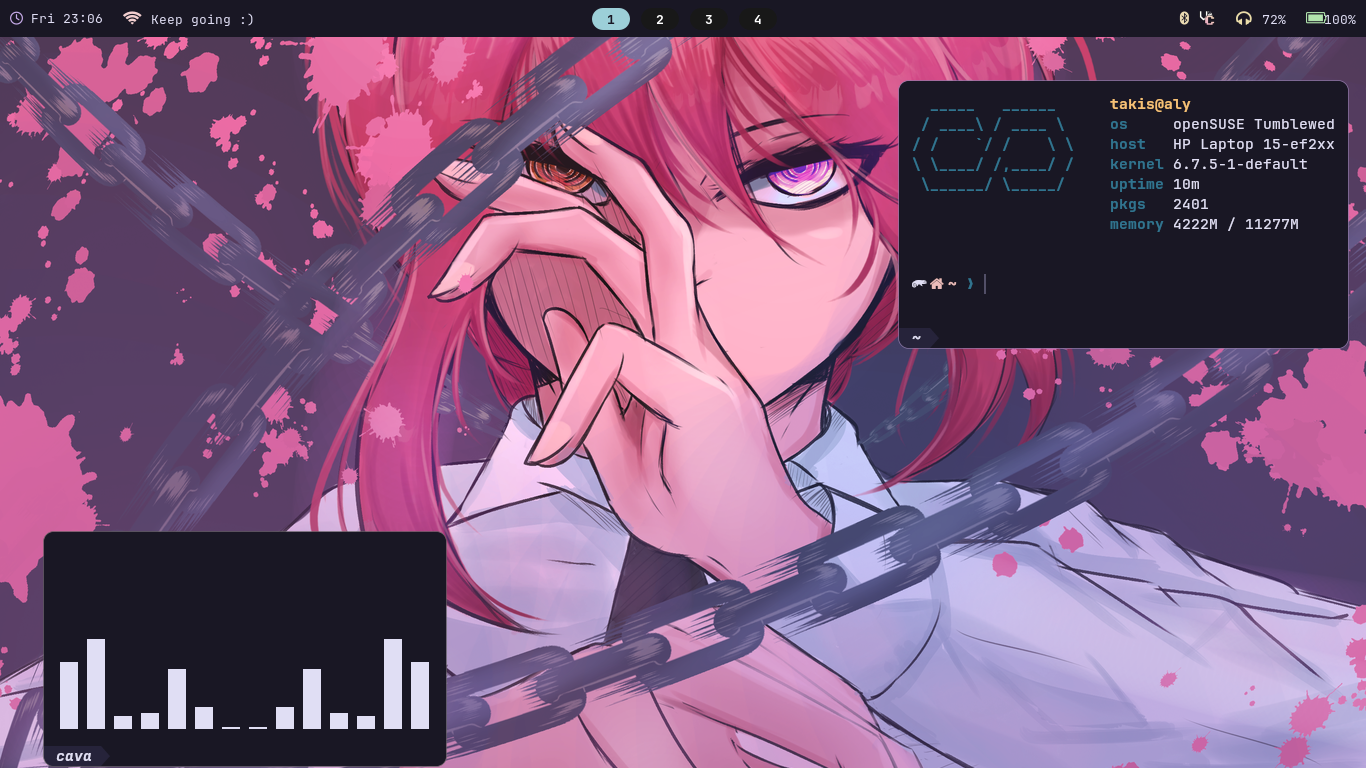 Fri 23:06
Keep going :)
1 2 3 4
72%
100%
takis@aly
os openSUSE Tumblewed
host HP Laptop 15-ef2xx
kernel 6.7.5-1-default
uptime 10m
pkgs 2401
memory 4222M / 11277M
~ ⟩
~
cava